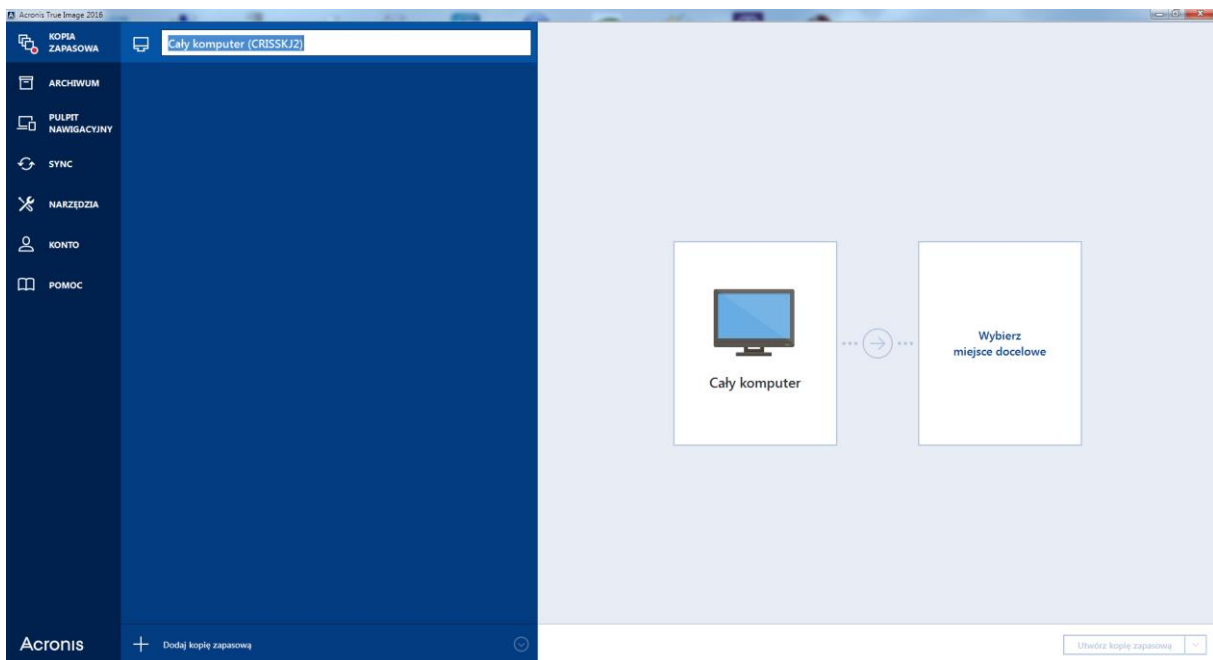 Acronis True Image 2016
KOPIA
ZAPASOWA
Cały komputer (CRISSKJ2)
ARCHIWUM
PULPIT
NAWIGACYJNY
SYNC
NARZĘDZIA
KONTO
POMOC
Cały komputer
Wybierz
miejsce docelowe
Acronis
Dodaj kopię zapasową
Utwórz kopię zapasową